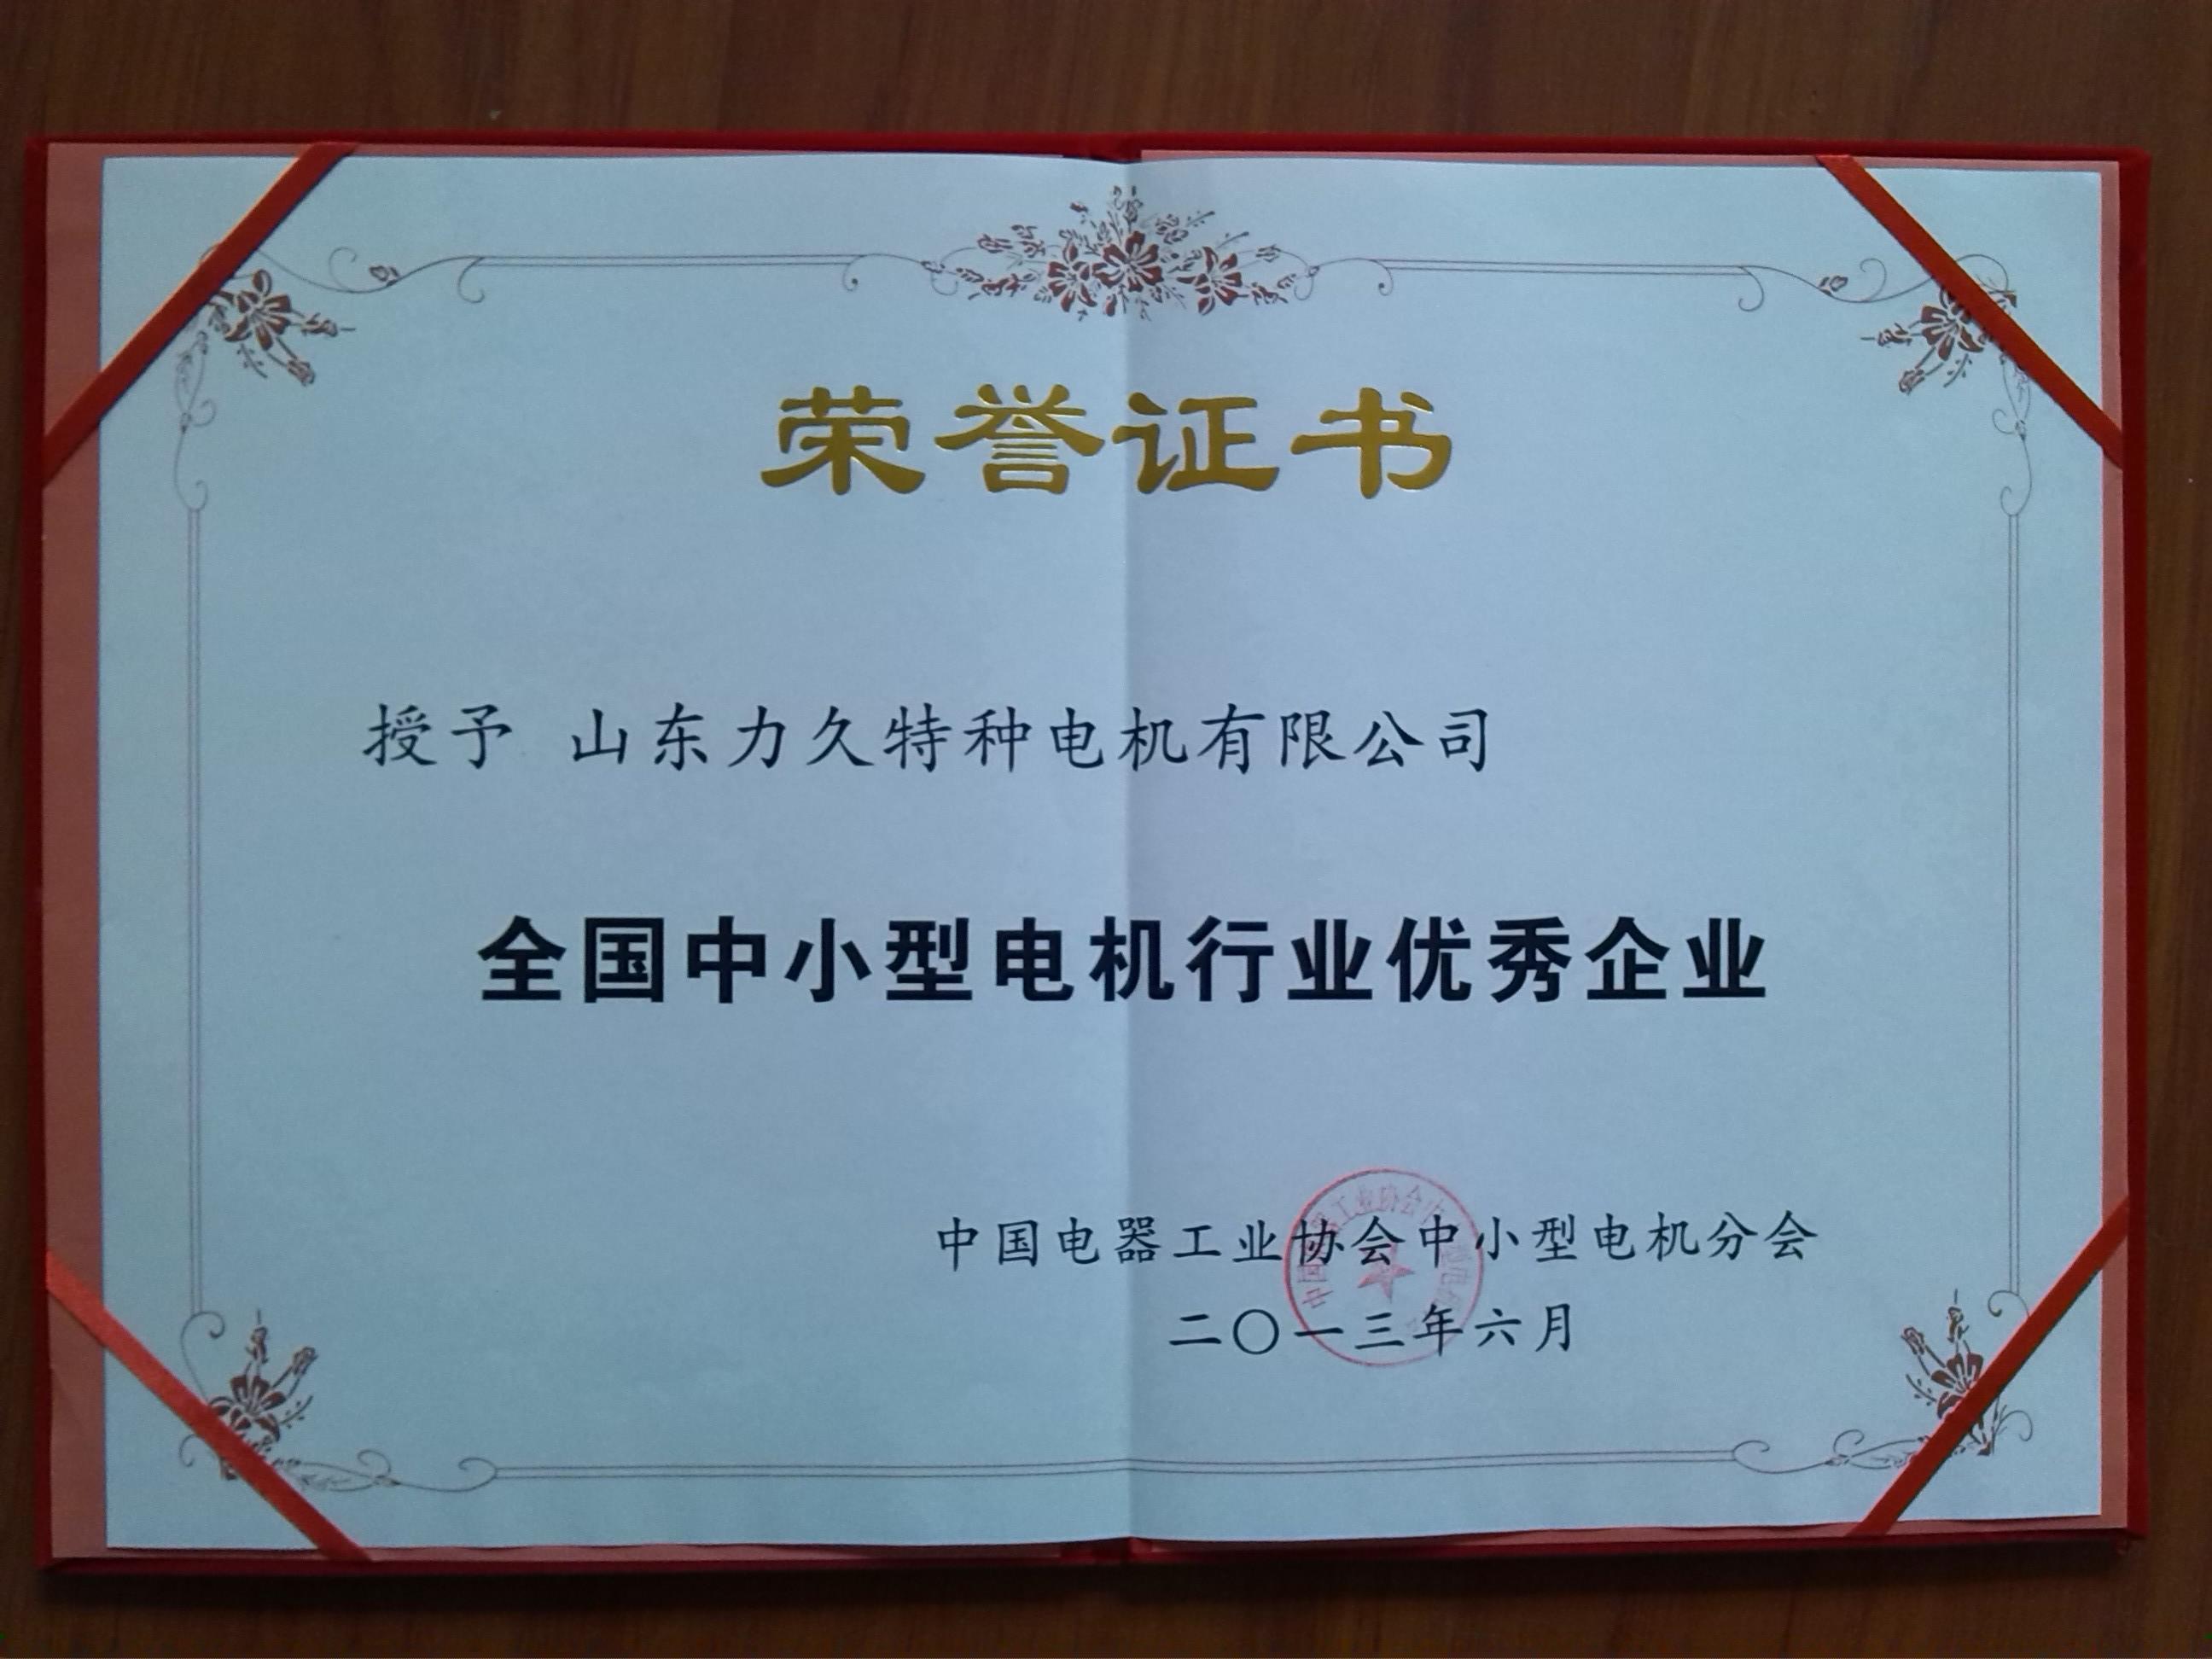 荣誉证书
授予 山东力久特种电机有限公司
全国中小型电机行业优秀企业
中国电器工业协会中小型电机分会
二〇一三年六月